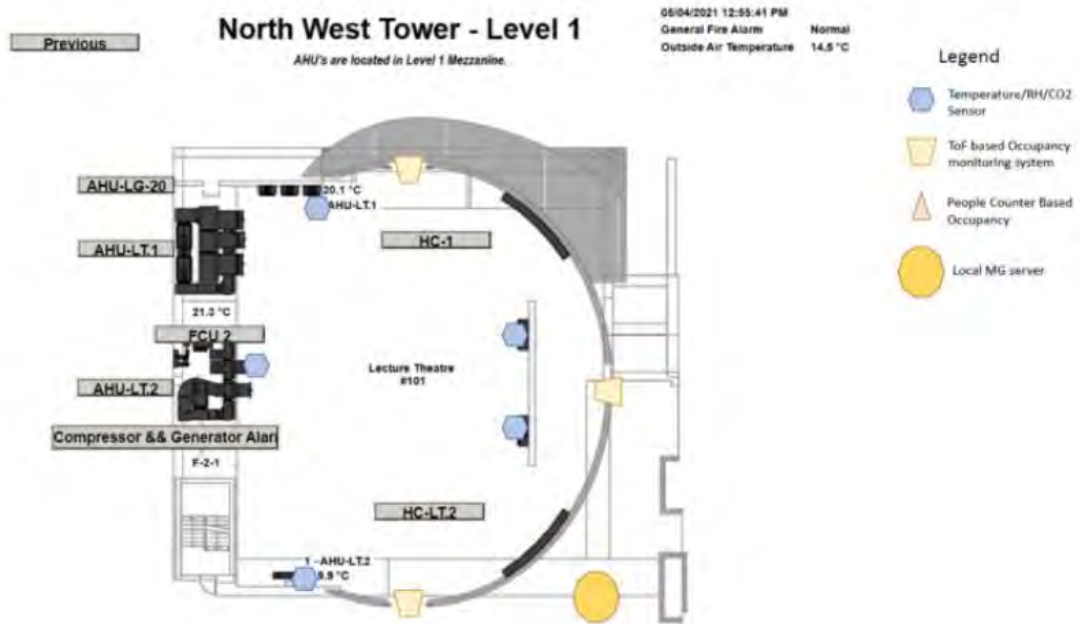 Previous
North West Tower - Level 1
AHU's are located in Level 1 Mezzanine.
05/04/2021 12:55:41 PM
General Fire Alarm Normal
Outside Air Temperature 14.5 °C
Legend
Temperature/RH/CO2
Sensor
ToF based Occupancy
monitoring system
People Counter Based
Occupancy
Local MG server
AHU-LG-20
20.1 °C
AHU-LT.1
AHU-LT.1
HC-1
21.3 °C
FCU 2
Lecture Theatre
#101
AHU-LT.2
Compressor && Generator Alan
F-2-1
HC-LT.2
1 - AHU-LT.2
9.9 °C